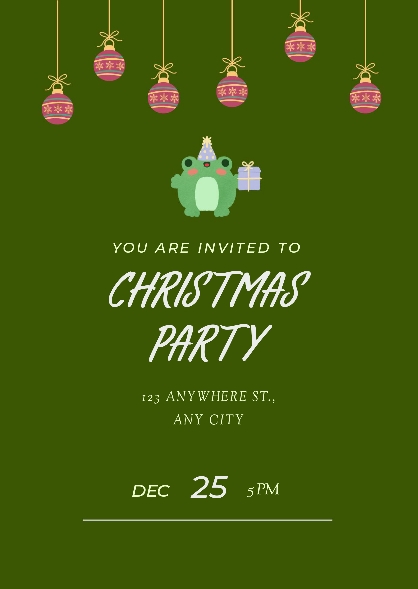 YOU ARE INVITED TO
CHRISTMAS
PARTY
123 ANYWHERE ST.,
ANY CITY
DEC 25 5PM